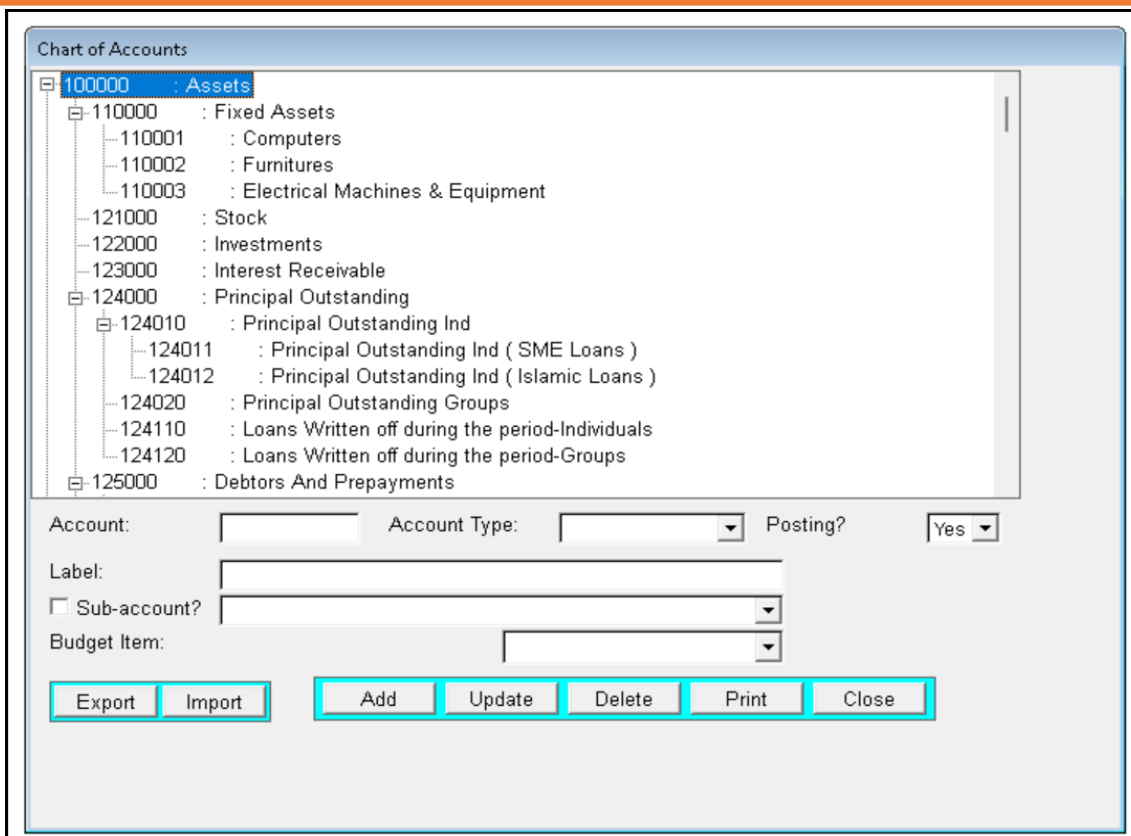 Chart of Accounts
100000 : Assets
110000 : Fixed Assets
110001 : Computers
110002 : Furnitures
110003 : Electrical Machines & Equipment
121000 : Stock
122000 : Investments
123000 : Interest Receivable
124000 : Principal Outstanding
124010 : Principal Outstanding Ind
124011 : Principal Outstanding Ind ( SME Loans )
124012 : Principal Outstanding Ind ( Islamic Loans )
124020 : Principal Outstanding Groups
124110 : Loans Written off during the period-Individuals
124120 : Loans Written off during the period-Groups
125000 : Debtors And Prepayments
Account: Account Type: Posting? Yes
Label:
Sub-account?
Budget Item:
Export Import Add Update Delete Print Close